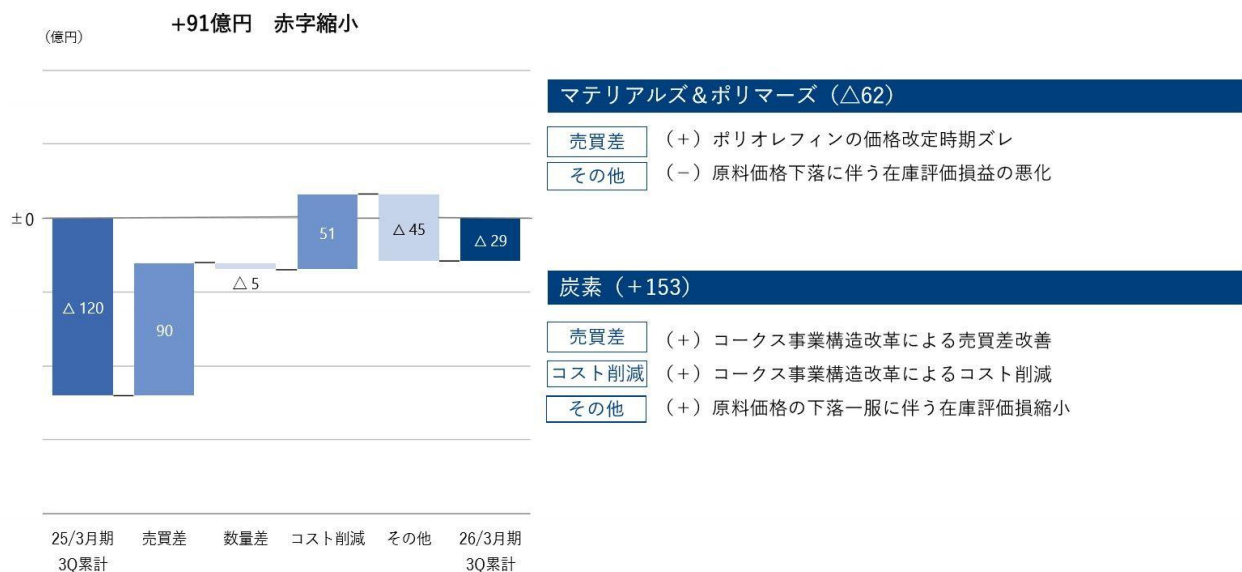 +91億円 赤字縮小
(億円)
±0
△ 120
90
△ 5
51
△ 45
△ 29
25/3月期
3Q累計
売買差
数量差
コスト削減
その他
26/3月期
3Q累計
マテリアルズ&ポリマーズ(△62)
売買差 (+)ポリオレフィンの価格改定時期ズレ
その他 (-)原料価格下落に伴う在庫評価損益の悪化
炭素(+153)
売買差 (+)コークス事業構造改革による売買差改善
コスト削減 (+)コークス事業構造改革によるコスト削減
その他 (+)原料価格の下落一服に伴う在庫評価損縮小